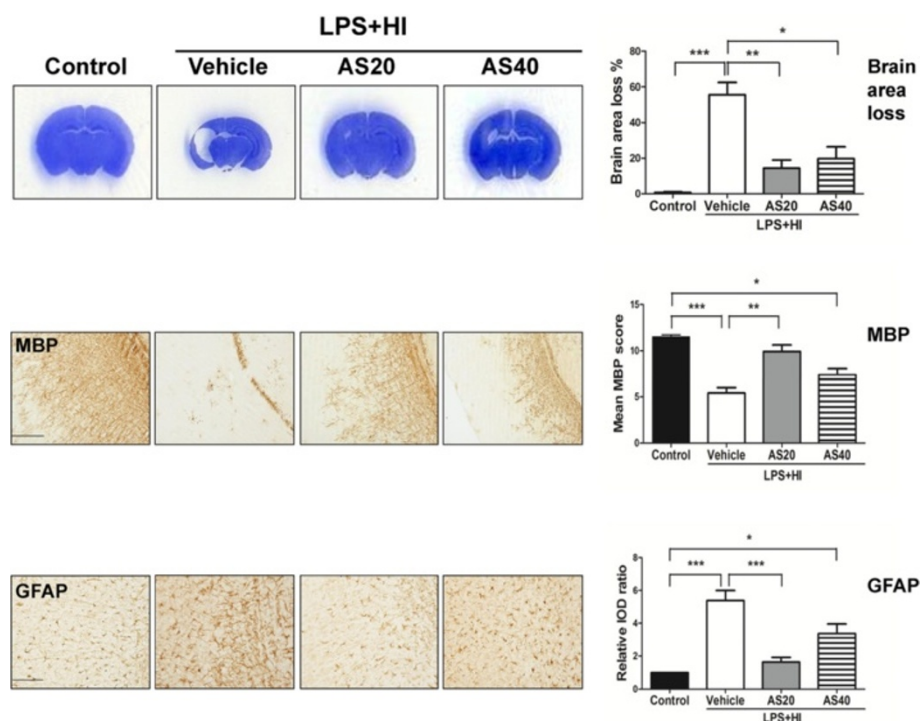 LPS+HI
Control Vehicle AS20 AS40
Brain area loss %
80
60
40
20
0
*
*** **
Control Vehicle AS20 AS40
LPS+HI
Brain
area
loss
MBP
Mean MBP score
15
10
5
0
*
*** **
Control Vehicle AS20 AS40
LPS+HI
MBP
GFAP
Relative IOD ratio
8
6
4
2
0
*
*** ***
Control Vehicle AS20 AS40
LPS+HI
GFAP